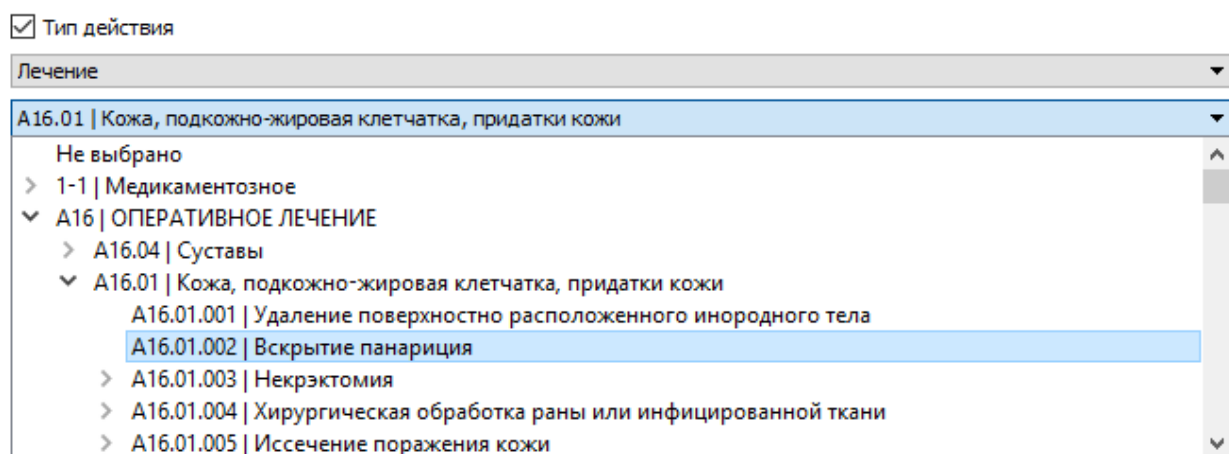 Тип действия
Лечение
A16.01 | Кожа, подкожно-жировая клетчатка, придатки кожи
Не выбрано
1-1 | Медикаментозное
A16 | ОПЕРАТИВНОЕ ЛЕЧЕНИЕ
A16.04 | Суставы
A16.01 | Кожа, подкожно-жировая клетчатка, придатки кожи
A16.01.001 | Удаление поверхностно расположенного инородного тела
A16.01.002 | Вскрытие панариция
A16.01.003 | Некрэктомия
A16.01.004 | Хирургическая обработка раны или инфицированной ткани
A16.01.005 | Иссечение поражения кожи